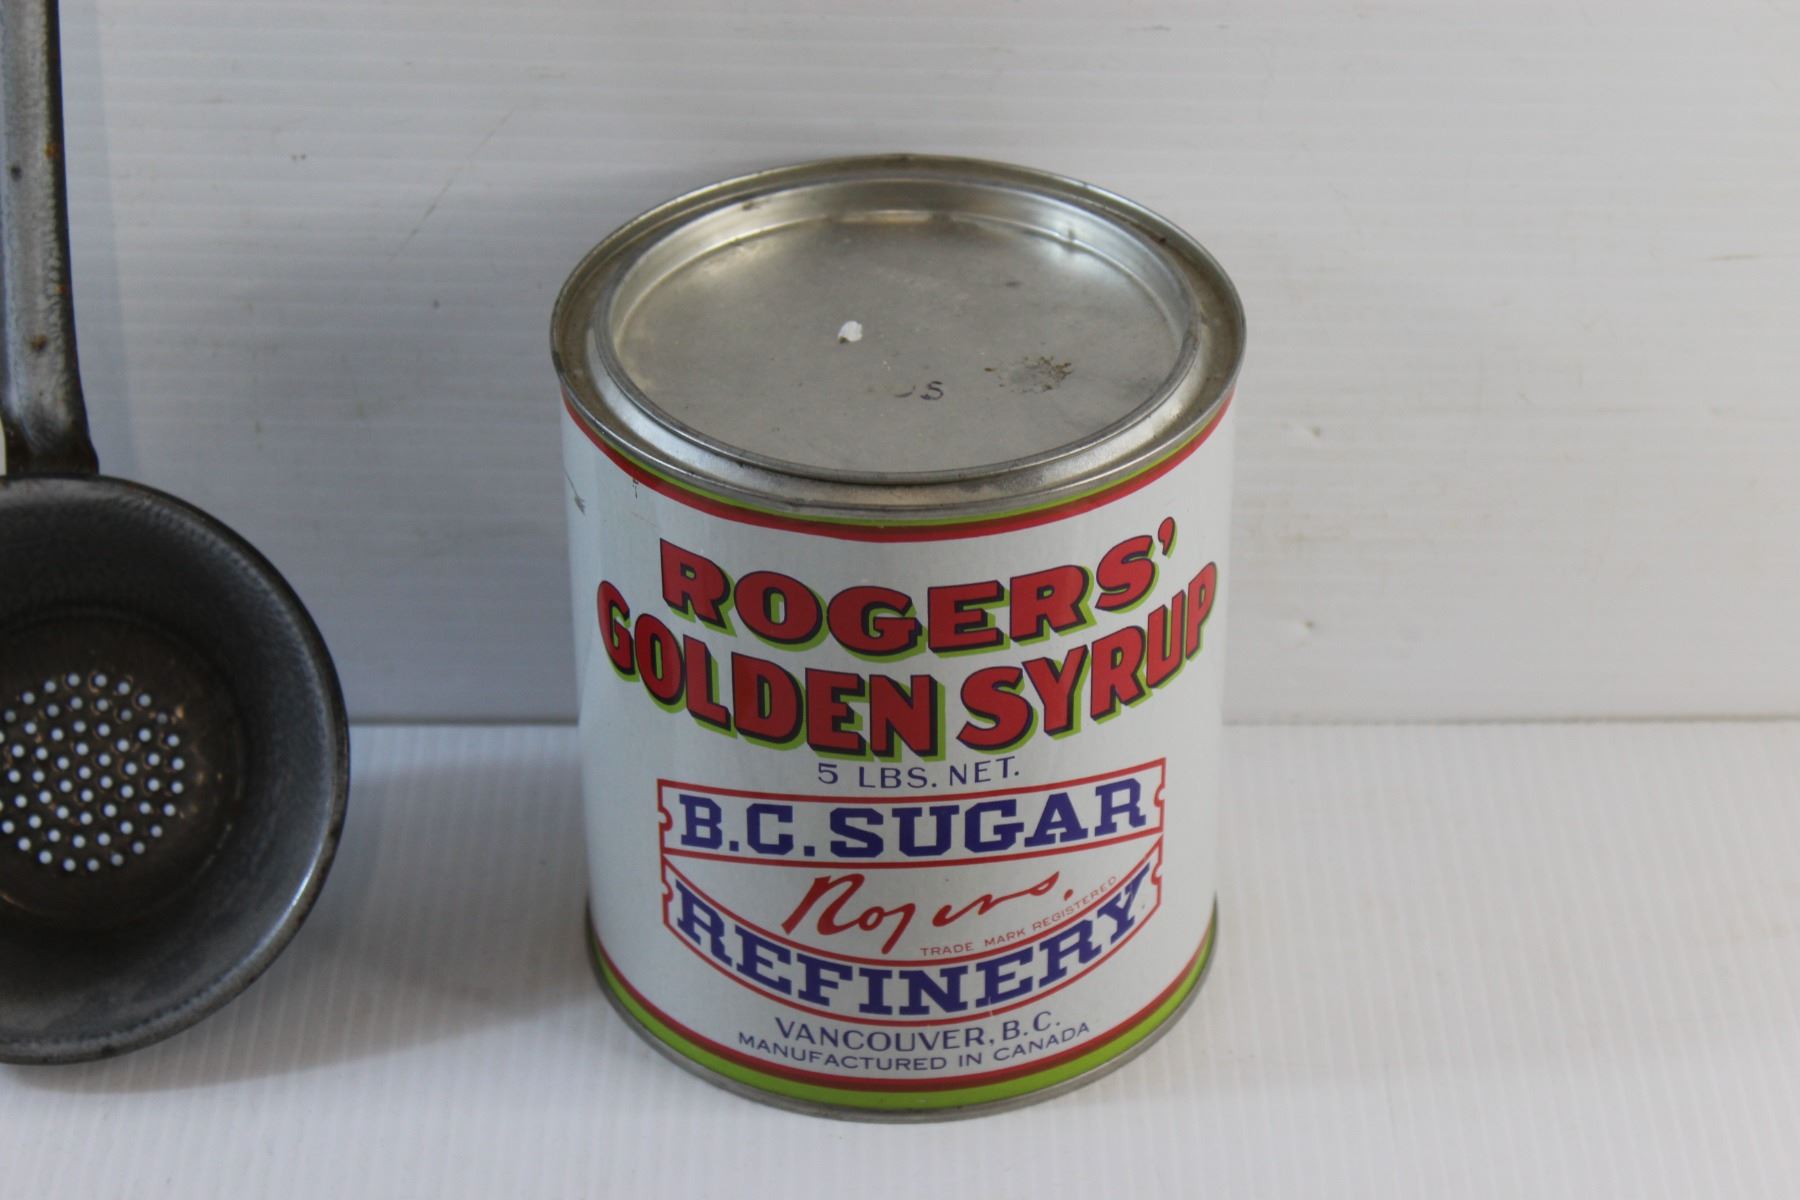 ROGERS'
GOLDEN SYRUP
5 LBS. NET.
B.C. SUGAR
Rogers.
TRADE MARK REGISTERED
REFINERY
VANCOUVER, B.C.
MANUFACTURED IN CANADA